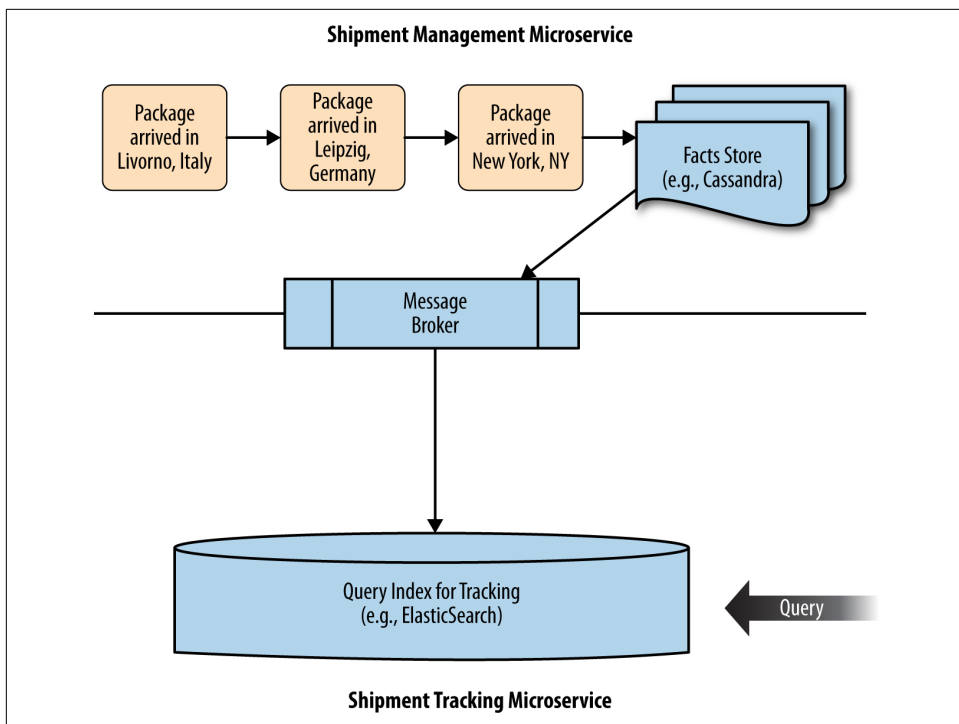 Shipment Management Microservice
Package
arrived in
Livorno, Italy
Package
arrived in
Leipzig,
Germany
Package
arrived in
New York, NY
Facts Store
(e.g., Cassandra)
Message
Broker
Query Index for Tracking
(e.g., ElasticSearch)
Query
Shipment Tracking Microservice